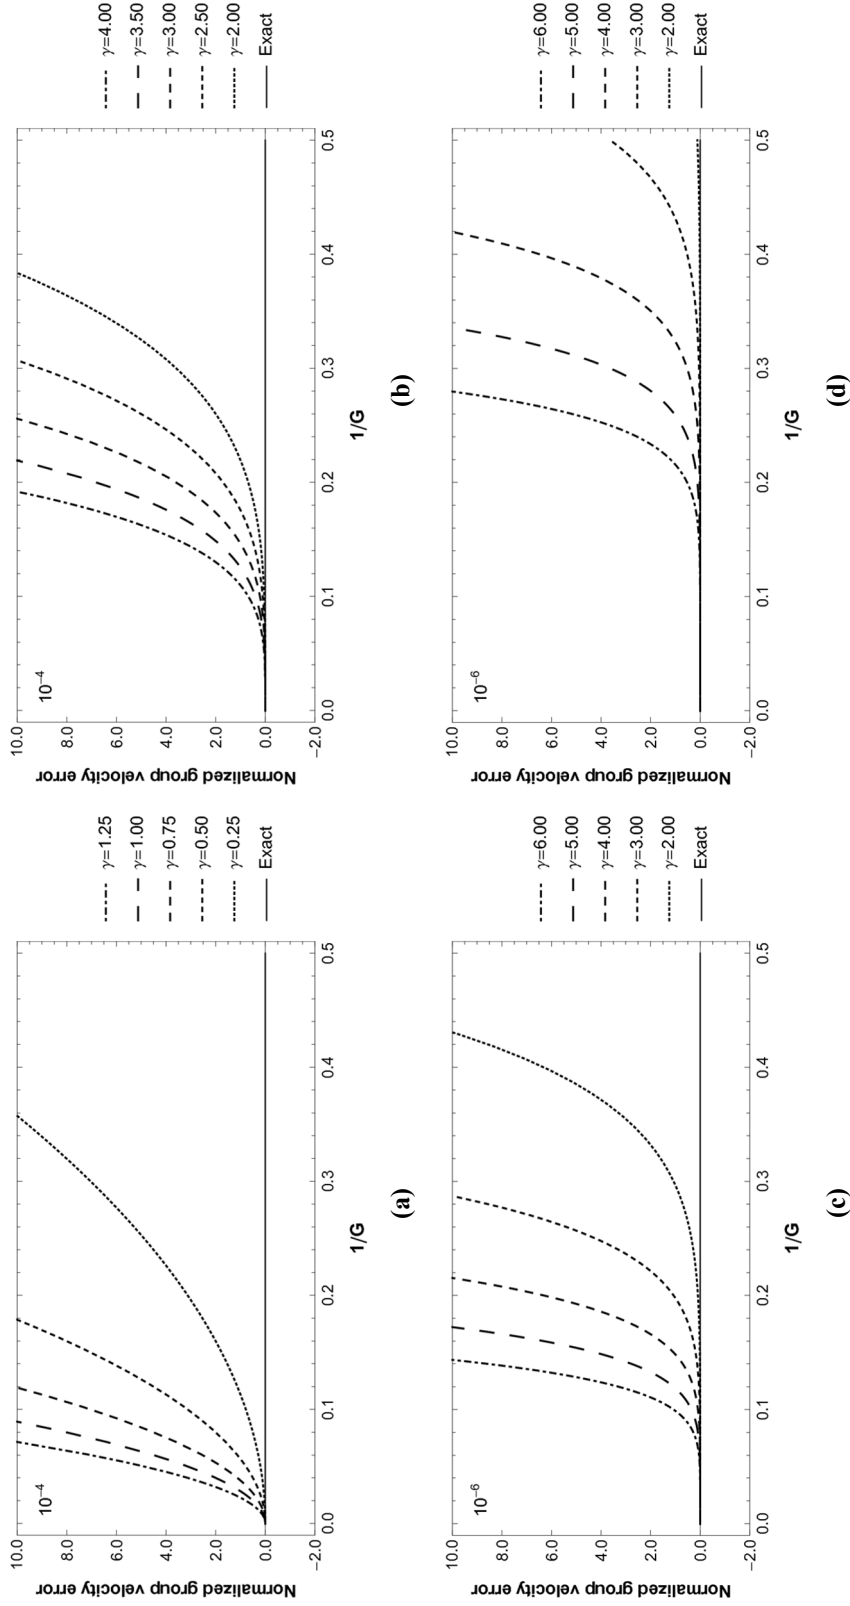 10⁻⁴
10.0
8.0
6.0
4.0
2.0
0.0
−2.0
Normalized group velocity error
0.0
0.1
0.2
0.3
0.4
0.5
1/G
γ=1.25
γ=1.00
γ=0.75
γ=0.50
γ=0.25
Exact
(a)
10⁻⁴
10.0
8.0
6.0
4.0
2.0
0.0
−2.0
Normalized group velocity error
0.0
0.1
0.2
0.3
0.4
0.5
1/G
γ=4.00
γ=3.50
γ=3.00
γ=2.50
γ=2.00
Exact
(b)
10⁻⁶
10.0
8.0
6.0
4.0
2.0
0.0
−2.0
Normalized group velocity error
0.0
0.1
0.2
0.3
0.4
0.5
1/G
γ=6.00
γ=5.00
γ=4.00
γ=3.00
γ=2.00
Exact
(c)
10⁻⁶
10.0
8.0
6.0
4.0
2.0
0.0
−2.0
Normalized group velocity error
0.0
0.1
0.2
0.3
0.4
0.5
1/G
γ=6.00
γ=5.00
γ=4.00
γ=3.00
γ=2.00
Exact
(d)